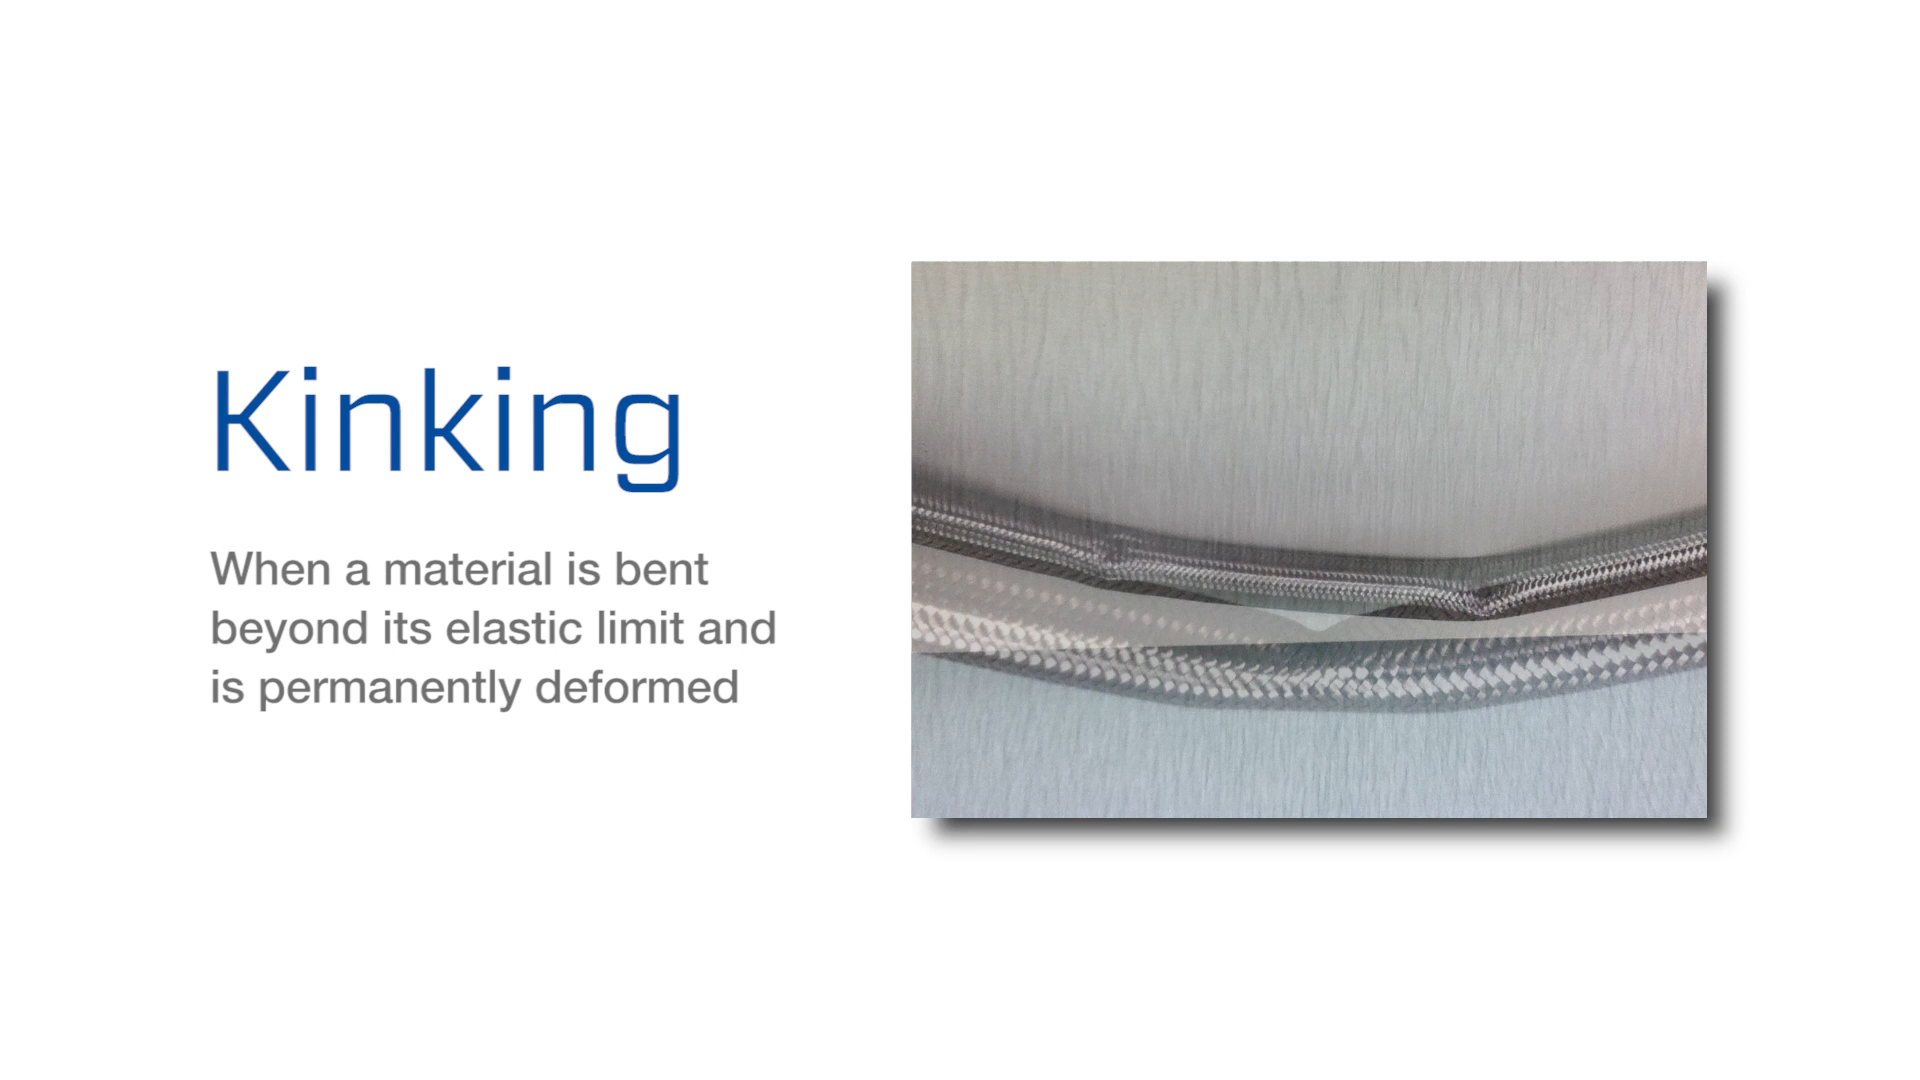 Kinking
When a material is bent
beyond its elastic limit and
is permanently deformed